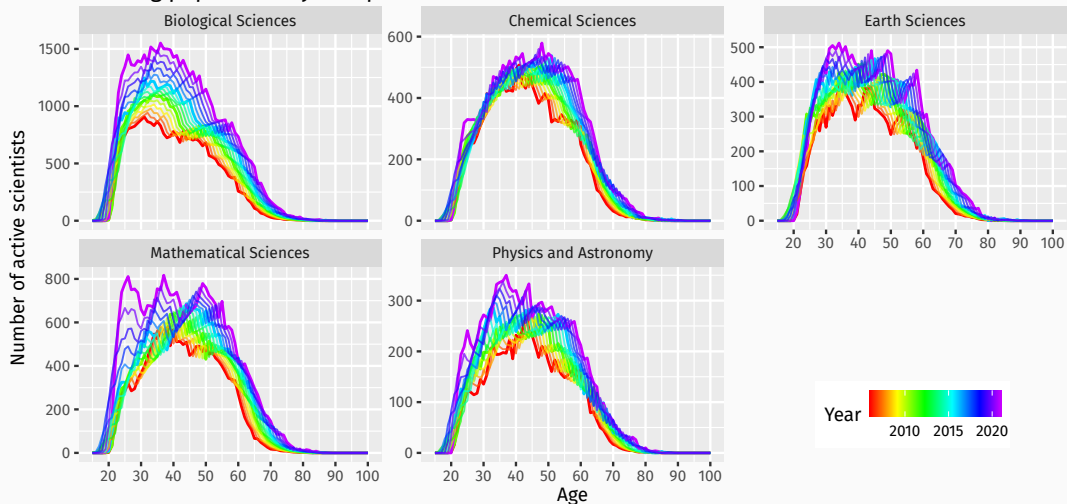 Biological Sciences
Chemical Sciences
Earth Sciences
1500
1000
500
0
600
400
200
0
500
400
300
200
100
0
20 30 40 50 60 70 80 90 100
Number of active scientists
Mathematical Sciences
Physics and Astronomy
800
600
400
200
0
300
200
100
0
20 30 40 50 60 70 80 90 100
20 30 40 50 60 70 80 90 100
Age
Year
2010 2015 2020